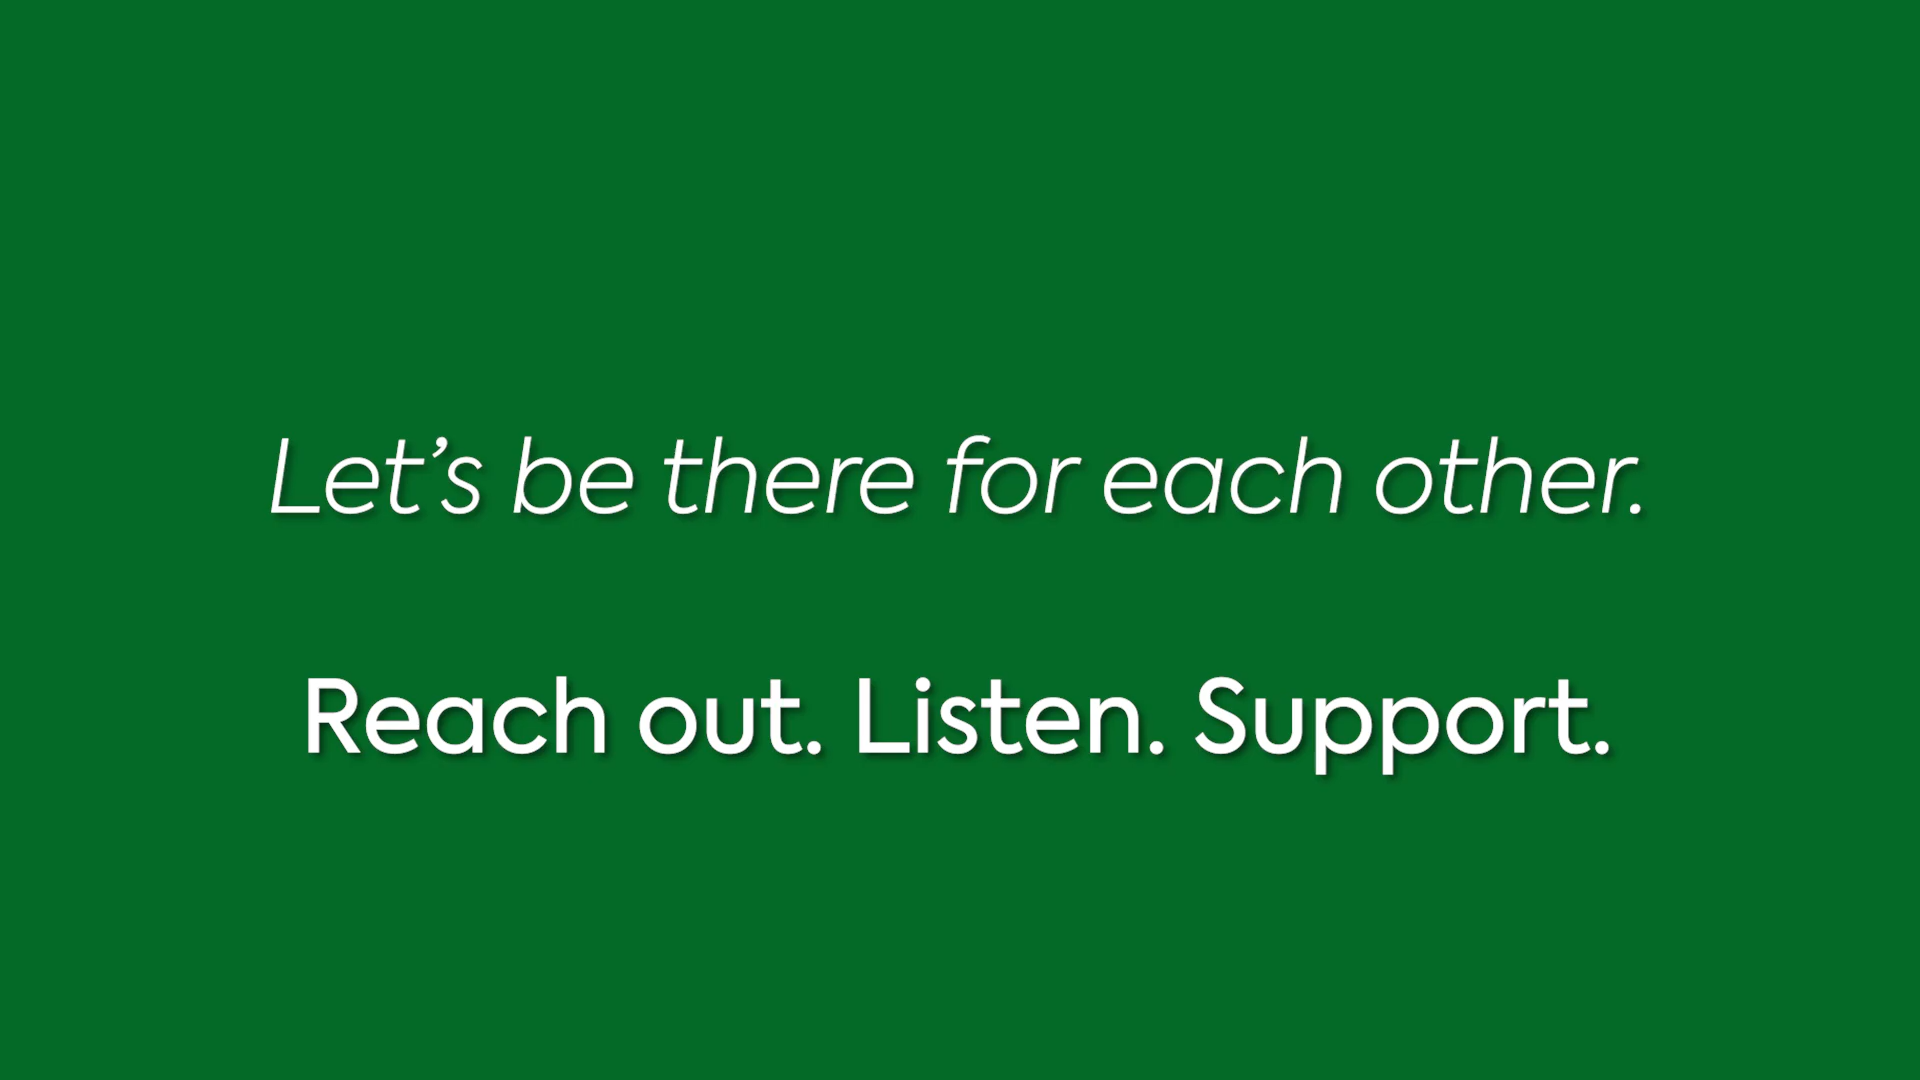 Let’s be there for each other.
Reach out. Listen. Support.